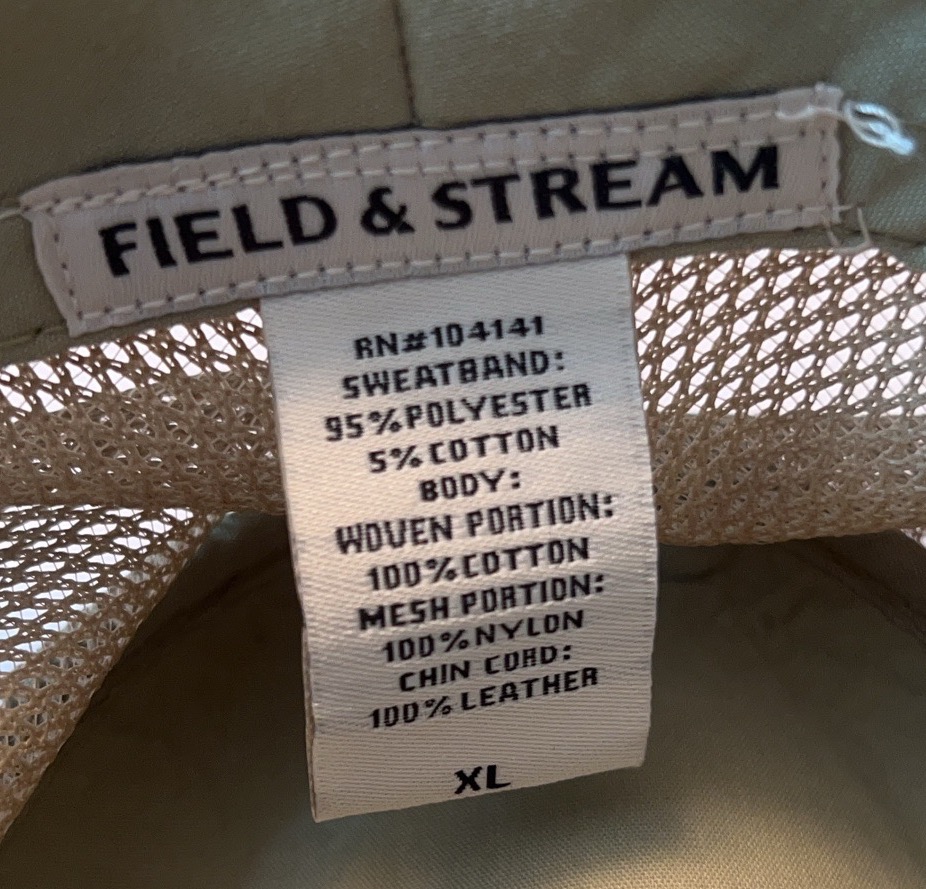 FIELD & STREAM
RN#104141
SWEATBAND:
95%POLYESTER
5%COTTON
BODY:
WOVEN PORTION:
100%COTTON
MESH PORTION:
100%NYLON
CHIN CORD:
100%LEATHER
XL